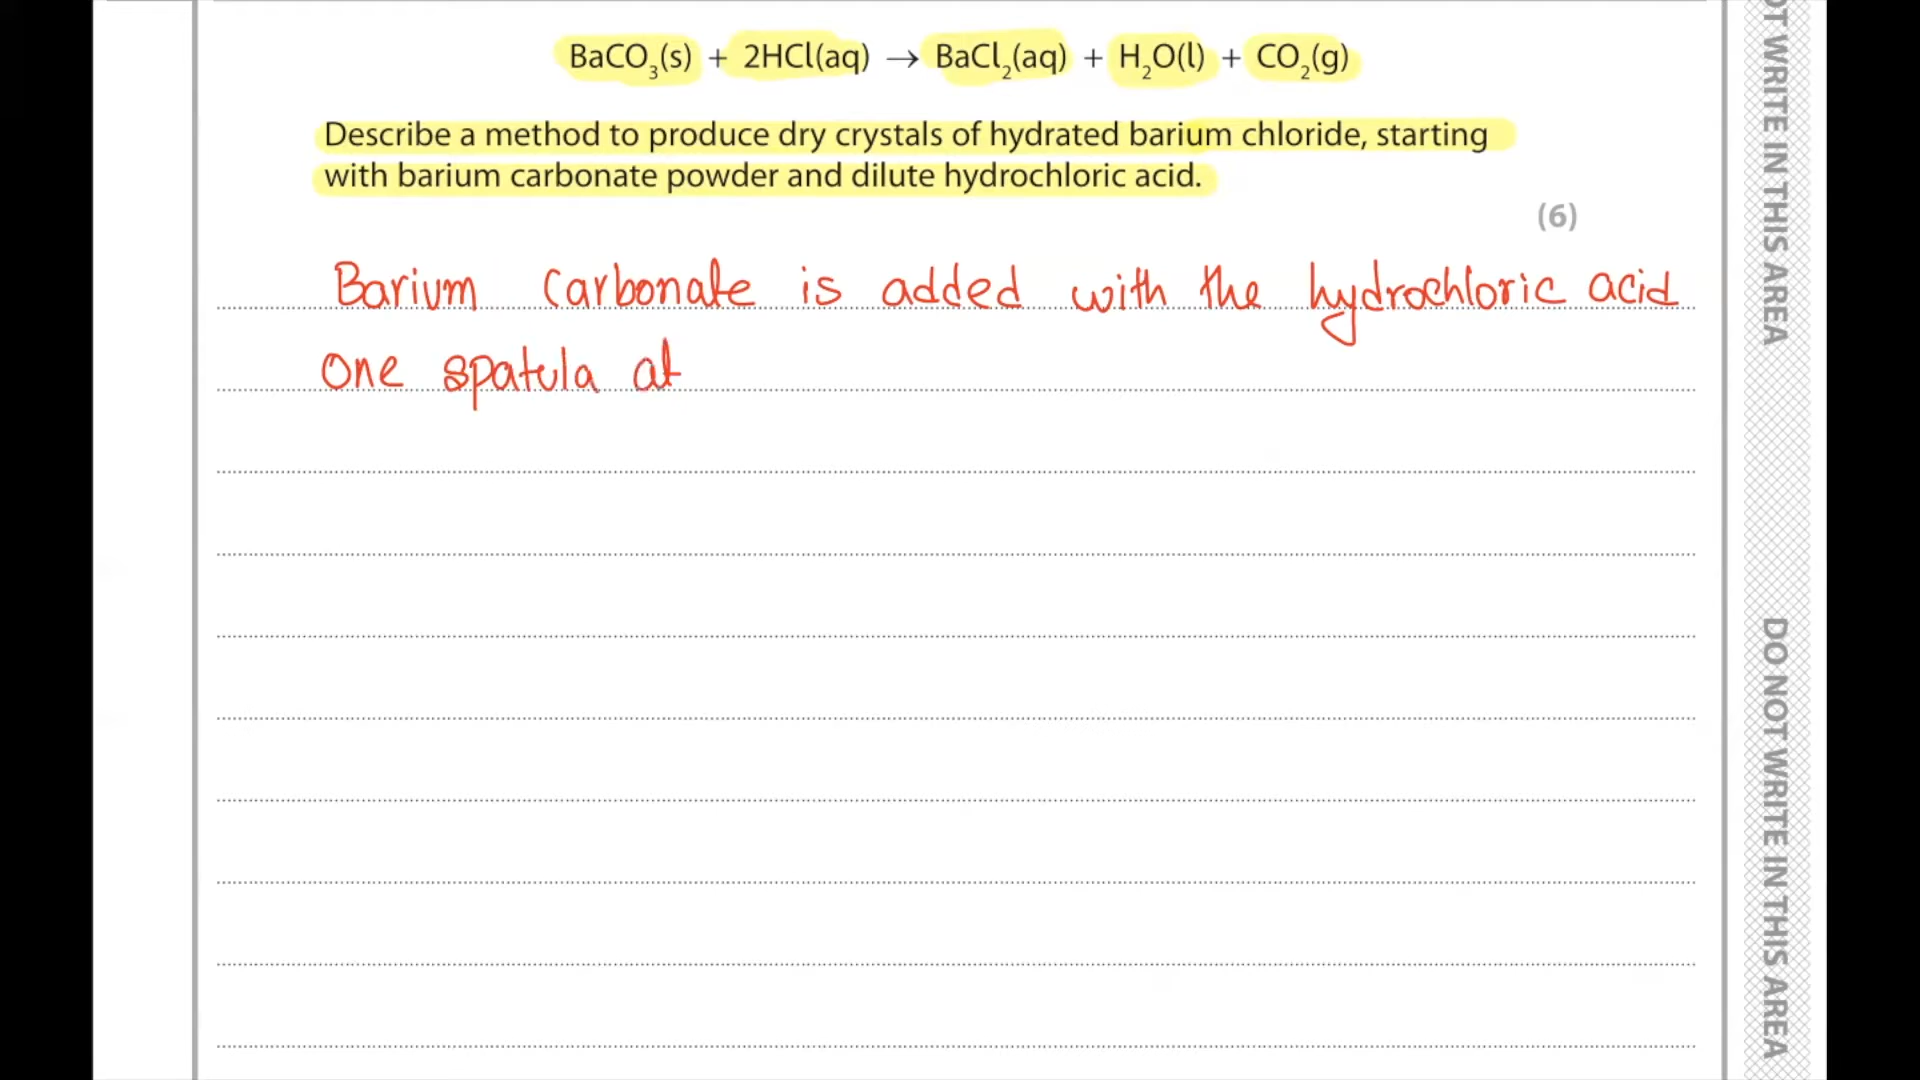 BaCO₃(s) + 2HCl(aq) → BaCl₂(aq) + H₂O(l) + CO₂(g)
Describe a method to produce dry crystals of hydrated barium chloride, starting
with barium carbonate powder and dilute hydrochloric acid.
(6)
Barium carbonate is added with the hydrochloric acid
one spatula at
OT WRITE IN THIS AREA
DO NOT WRITE IN THIS AREA